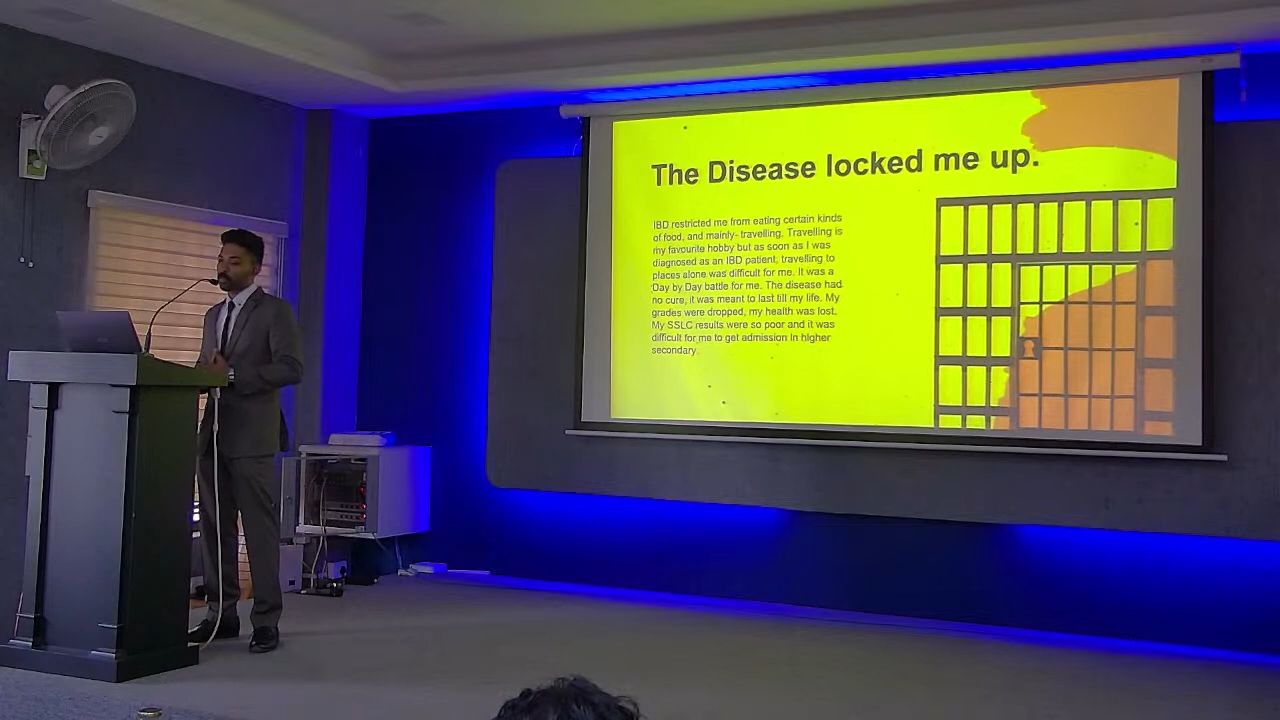 The Disease locked me up.
IBD restricted me from eating certain kinds
of food, and mainly- travelling. Travelling is
my favourite hobby but as soon as I was
diagnosed as an IBD patient, travelling to
places alone was difficult for me. It was a
Day by Day battle for me. The disease had
no cure, it was meant to last till my life. My
grades were dropped, my health was lost.
My SSLC results were so poor and it was
difficult for me to get admission in higher
secondary.